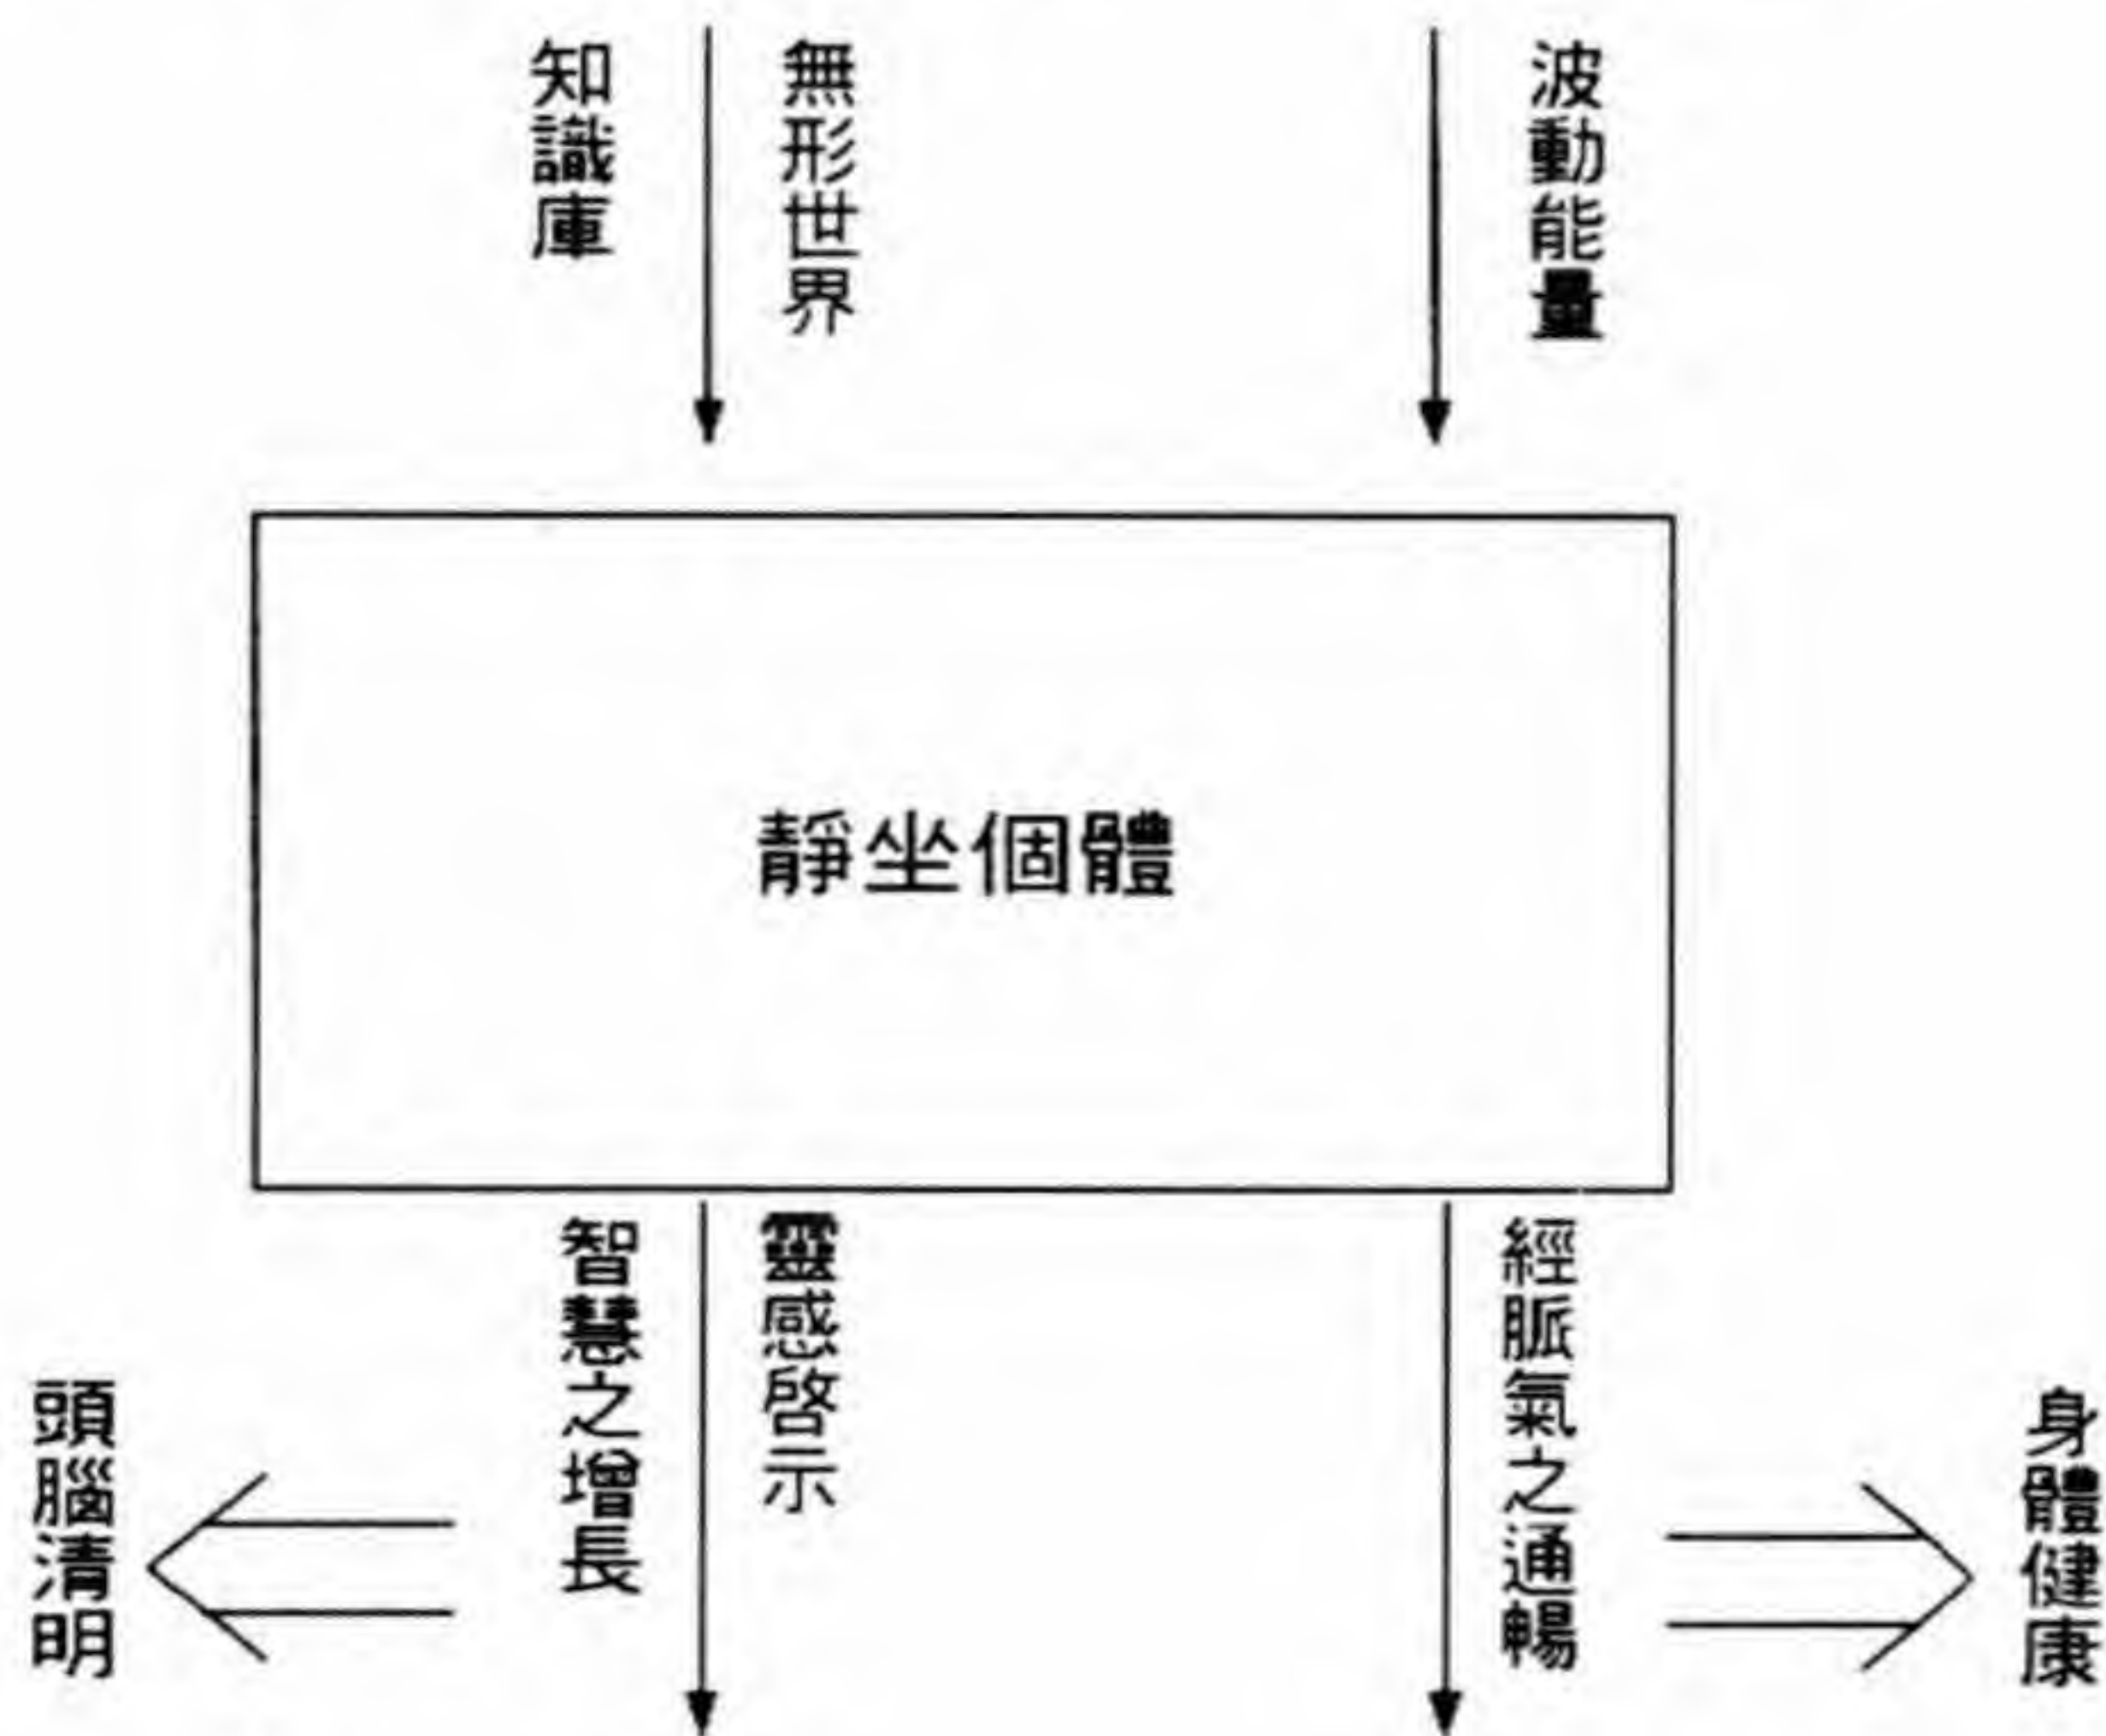 波動能量
無形世界
知識庫
靜坐個體
經脈氣之通暢
身體健康
靈感啓示
智慧之增長
頭腦清明